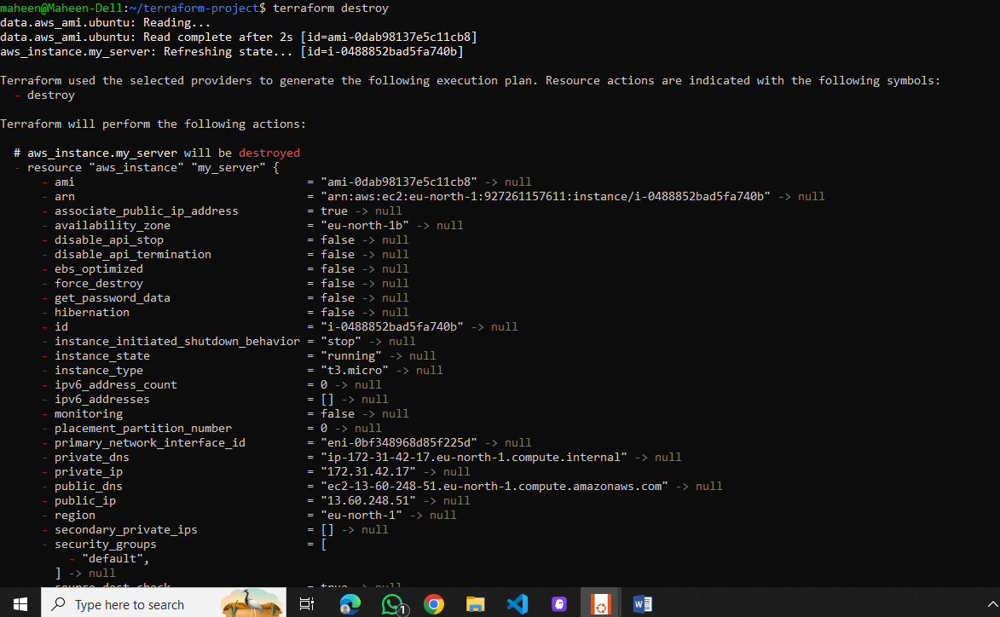 maheen@Maheen-Dell:~/terraform-project$ terraform destroy
data.aws_ami.ubuntu: Reading...
data.aws_ami.ubuntu: Read complete after 2s [id=ami-0dab98137e5c11cb8]
aws_instance.my_server: Refreshing state... [id=i-0488852bad5fa740b]
Terraform used the selected providers to generate the following execution plan. Resource actions are indicated with the following symbols:
- destroy
Terraform will perform the following actions:
# aws_instance.my_server will be destroyed
- resource "aws_instance" "my_server" {
- ami = "ami-0dab98137e5c11cb8" -> null
- arn = "arn:aws:ec2:eu-north-1:927261157611:instance/i-0488852bad5fa740b" -> null
- associate_public_ip_address = true -> null
- availability_zone = "eu-north-1b" -> null
- disable_api_stop = false -> null
- disable_api_termination = false -> null
- ebs_optimized = false -> null
- force_destroy = false -> null
- get_password_data = false -> null
- hibernation = false -> null
- id = "i-0488852bad5fa740b" -> null
- instance_initiated_shutdown_behavior = "stop" -> null
- instance_state = "running" -> null
- instance_type = "t3.micro" -> null
- ipv6_address_count = 0 -> null
- ipv6_addresses = [] -> null
- monitoring = false -> null
- placement_partition_number = 0 -> null
- primary_network_interface_id = "eni-0bf348968d85f225d" -> null
- private_dns = "ip-172-31-42-17.eu-north-1.compute.internal" -> null
- private_ip = "172.31.42.17" -> null
- public_dns = "ec2-13-60-248-51.eu-north-1.compute.amazonaws.com" -> null
- public_ip = "13.60.248.51" -> null
- region = "eu-north-1" -> null
- secondary_private_ips = [] -> null
- security_groups = [
- "default",
] -> null
- source_dest_check = true -> null
Type here to search
1
W